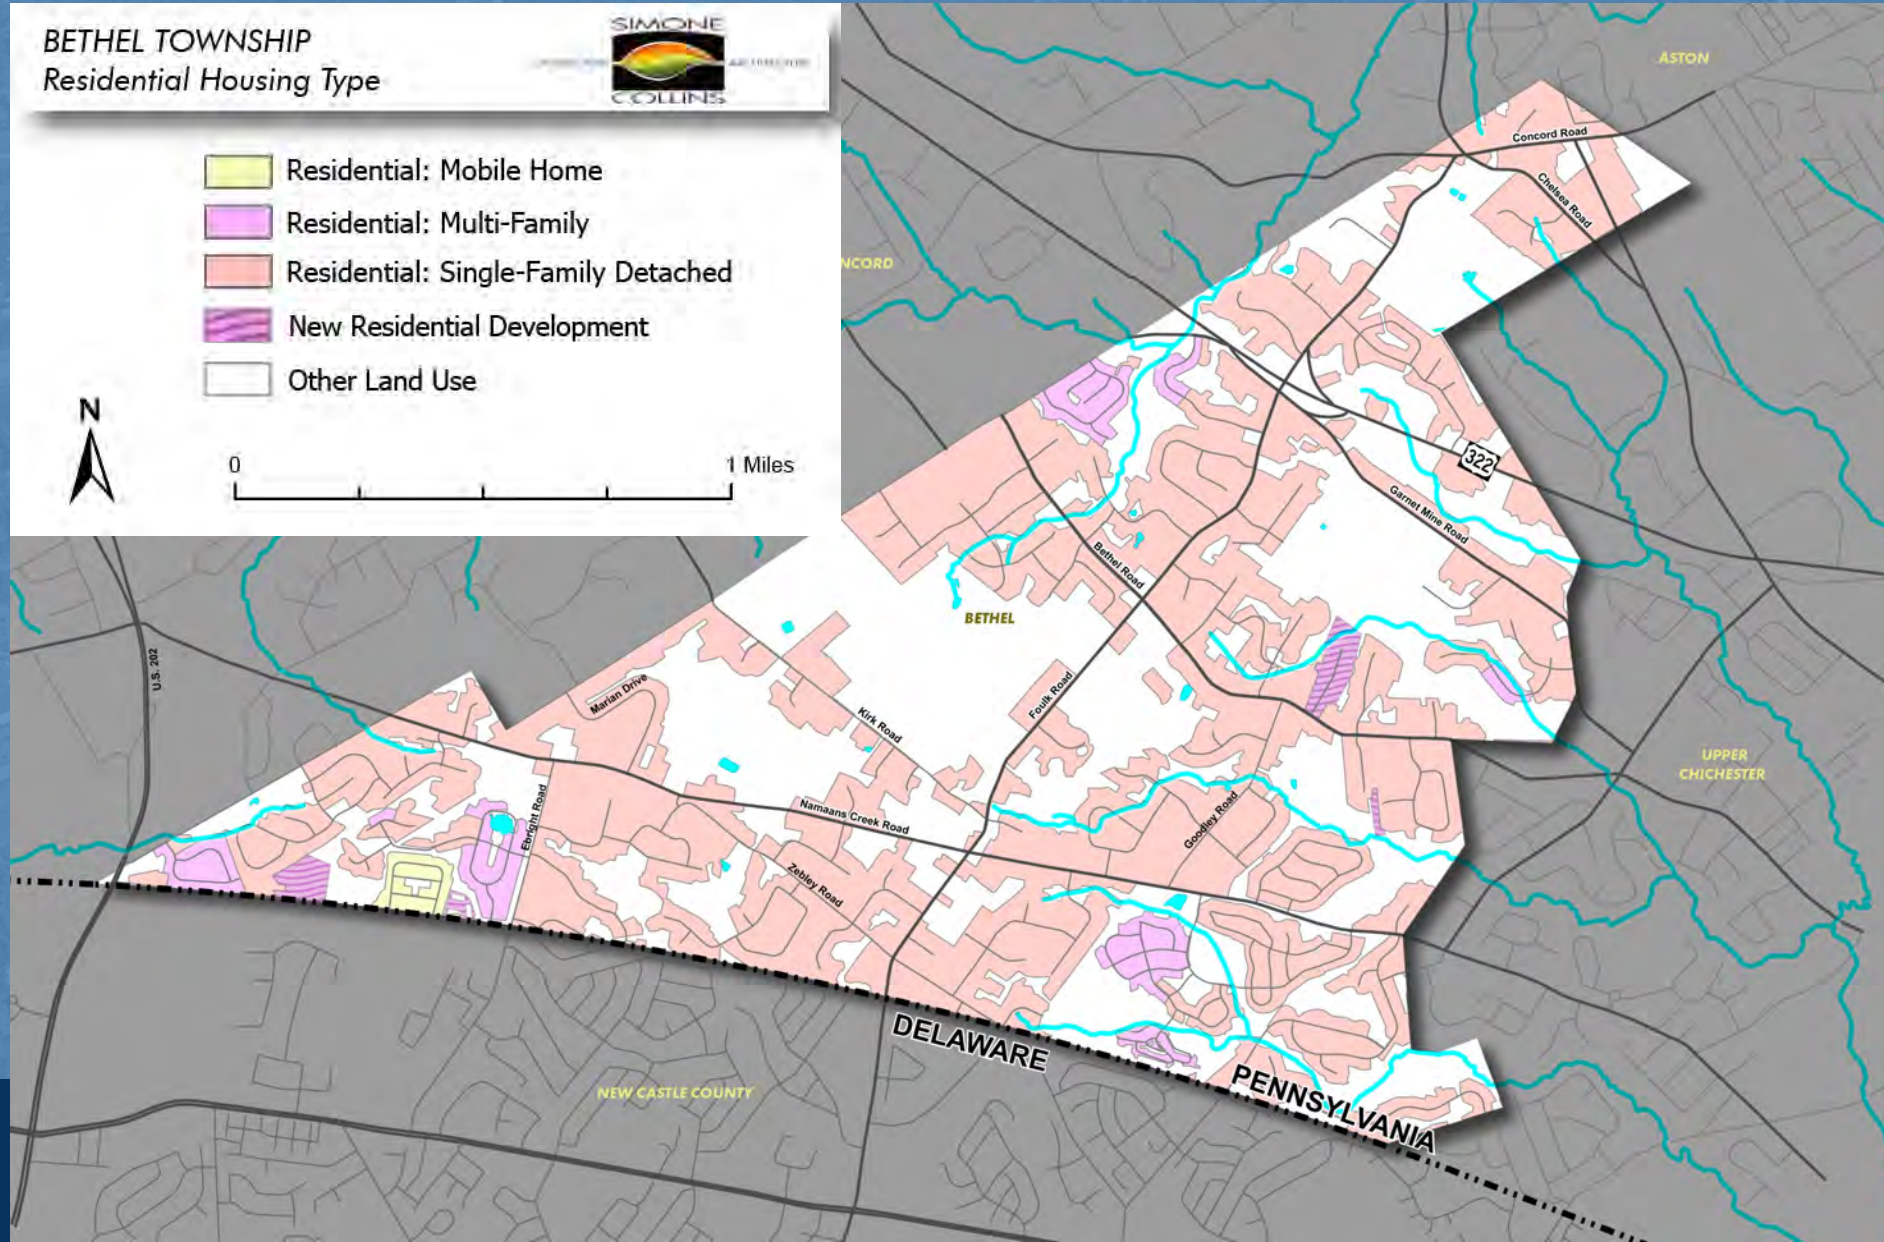 BETHEL TOWNSHIP
Residential Housing Type
SIMONE
COLLINS
Residential: Mobile Home
Residential: Multi-Family
Residential: Single-Family Detached
New Residential Development
Other Land Use
N
0
1 Miles
ASTON
Concord Road
Chelsea Road
NCORD
322
Garnet Mine Road
Bethel Road
BETHEL
U.S. 202
Marian Drive
Foulk Road
Kirk Road
UPPER
CHICHESTER
Namaans Creek Road
Ebright Road
Goodley Road
Zebley Road
DELAWARE
PENNSYLVANIA
NEW CASTLE COUNTY